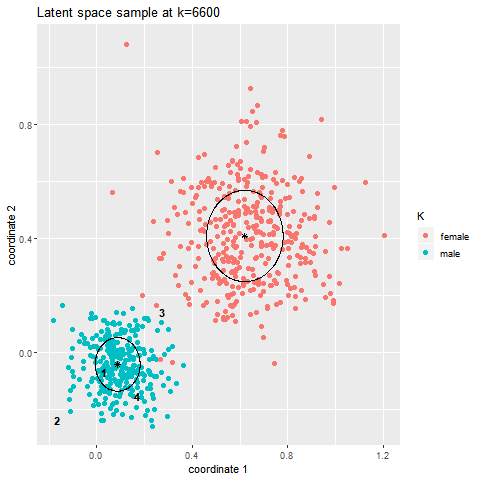 Latent space sample at k=6600
coordinate 2
0.8
0.4
0.0
3
1
4
2
0.0
0.4
0.8
1.2
coordinate 1
K
female
male